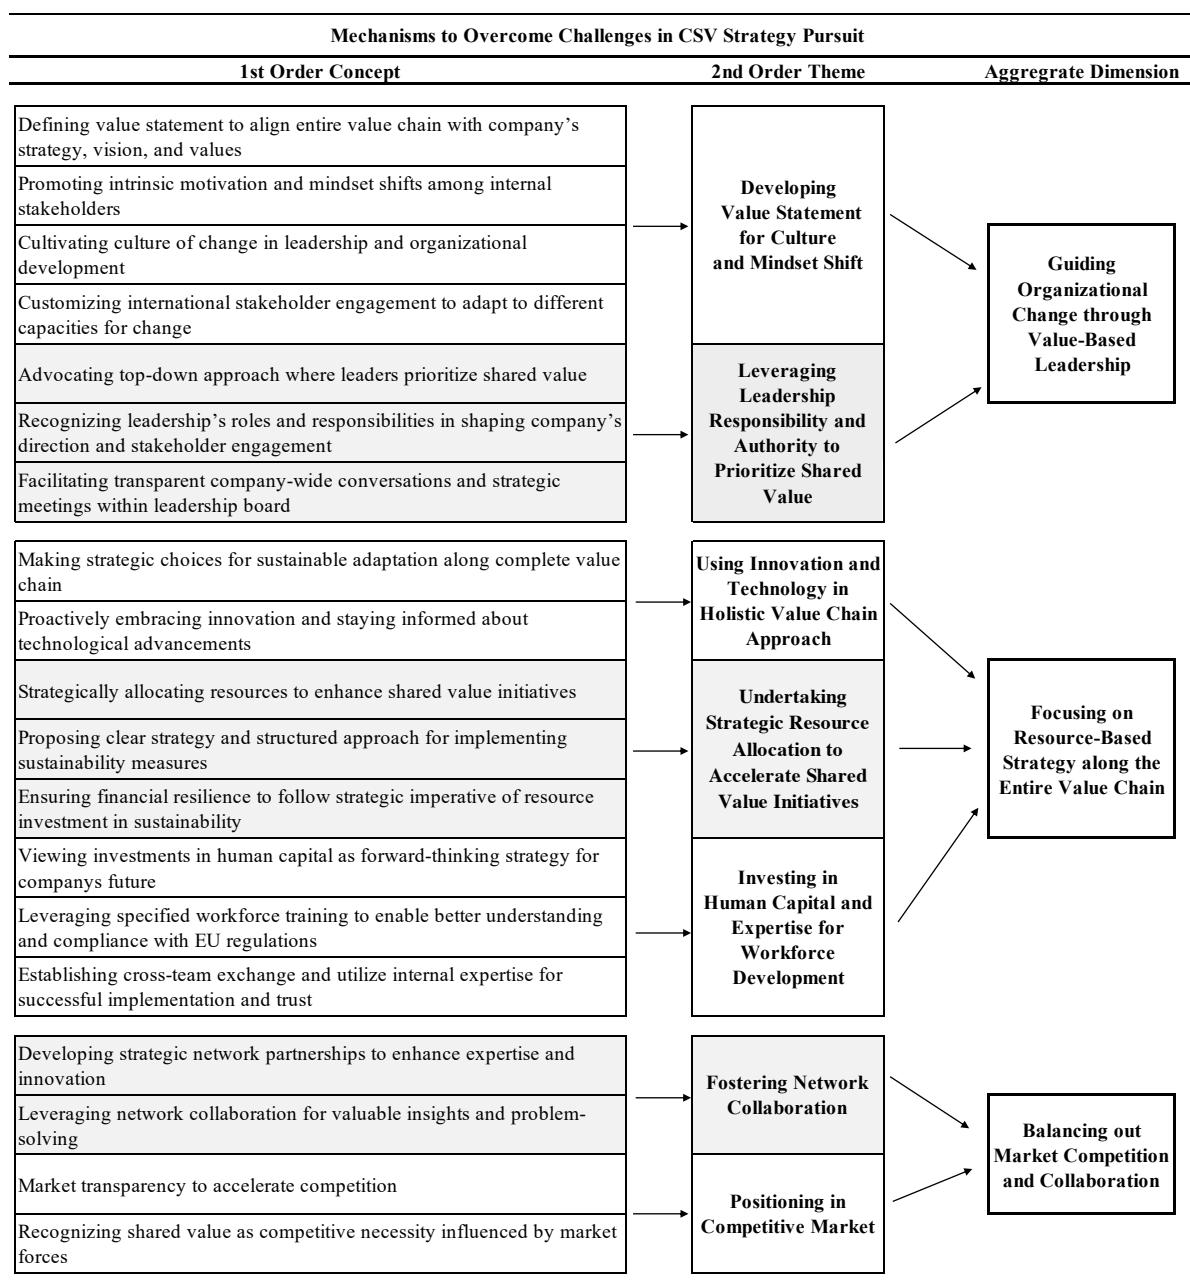 Mechanisms to Overcome Challenges in CSV Strategy Pursuit
1st Order Concept
2nd Order Theme
Aggregrate Dimension
Defining value statement to align entire value chain with company’s
strategy, vision, and values
Promoting intrinsic motivation and mindset shifts among internal
stakeholders
Cultivating culture of change in leadership and organizational
development
Customizing international stakeholder engagement to adapt to different
capacities for change
Developing
Value Statement
for Culture
and Mindset Shift
Advocating top-down approach where leaders prioritize shared value
Recognizing leadership’s roles and responsibilities in shaping company’s
direction and stakeholder engagement
Facilitating transparent company-wide conversations and strategic
meetings within leadership board
Leveraging
Leadership
Responsibility and
Authority to
Prioritize Shared
Value
Guiding
Organizational
Change through
Value-Based
Leadership
Making strategic choices for sustainable adaptation along complete value
chain
Proactively embracing innovation and staying informed about
technological advancements
Using Innovation and
Technology in
Holistic Value Chain
Approach
Strategically allocating resources to enhance shared value initiatives
Proposing clear strategy and structured approach for implementing
sustainability measures
Ensuring financial resilience to follow strategic imperative of resource
investment in sustainability
Undertaking
Strategic Resource
Allocation to
Accelerate Shared
Value Initiatives
Viewing investments in human capital as forward-thinking strategy for
companys future
Leveraging specified workforce training to enable better understanding
and compliance with EU regulations
Establishing cross-team exchange and utilize internal expertise for
successful implementation and trust
Investing in
Human Capital and
Expertise for
Workforce
Development
Focusing on
Resource-Based
Strategy along the
Entire Value Chain
Developing strategic network partnerships to enhance expertise and
innovation
Leveraging network collaboration for valuable insights and problem-
solving
Fostering Network
Collaboration
Market transparency to accelerate competition
Recognizing shared value as competitive necessity influenced by market
forces
Positioning in
Competitive Market
Balancing out
Market Competition
and Collaboration